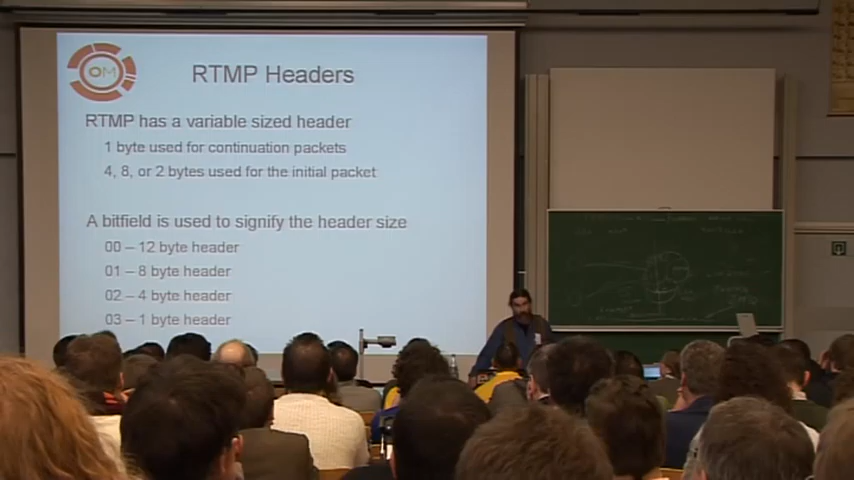 OM
RTMP Headers
RTMP has a variable sized header
1 byte used for continuation packets
4, 8, or 2 bytes used for the initial packet
A bitfield is used to signify the header size
00 – 12 byte header
01 – 8 byte header
02 – 4 byte header
03 – 1 byte header